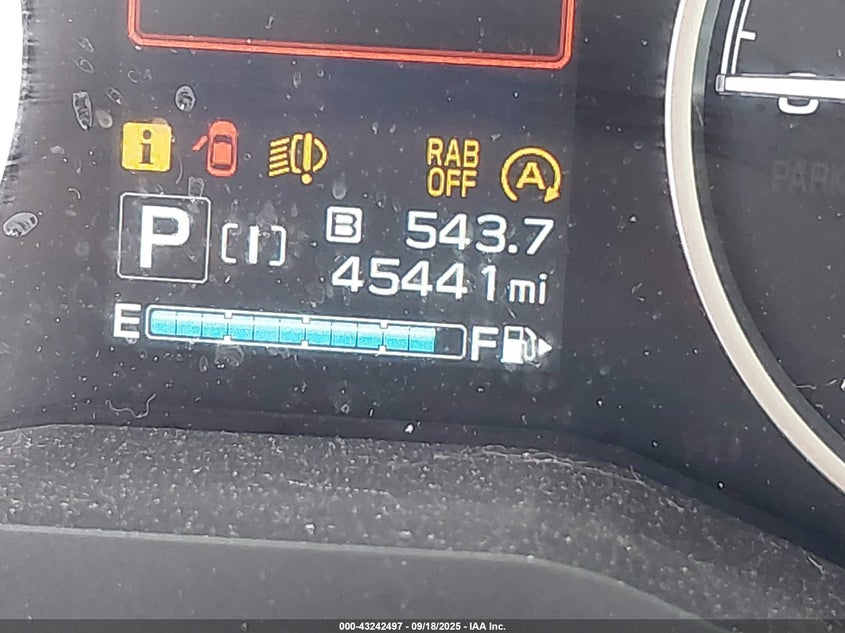 i
RAB
OFF
A
P [I] B 543.7
45441 mi
E F
PARK
000-43242497 - 09/18/2025 - IAA Inc.